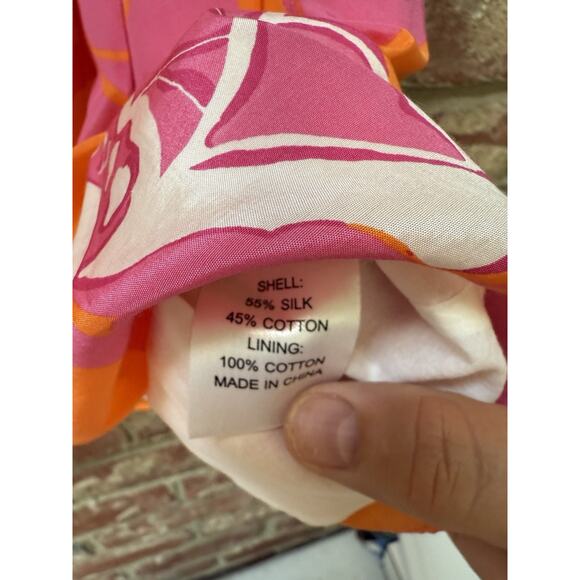 SHELL:
55% SILK
45% COTTON
LINING:
100% COTTON
MADE IN CHINA